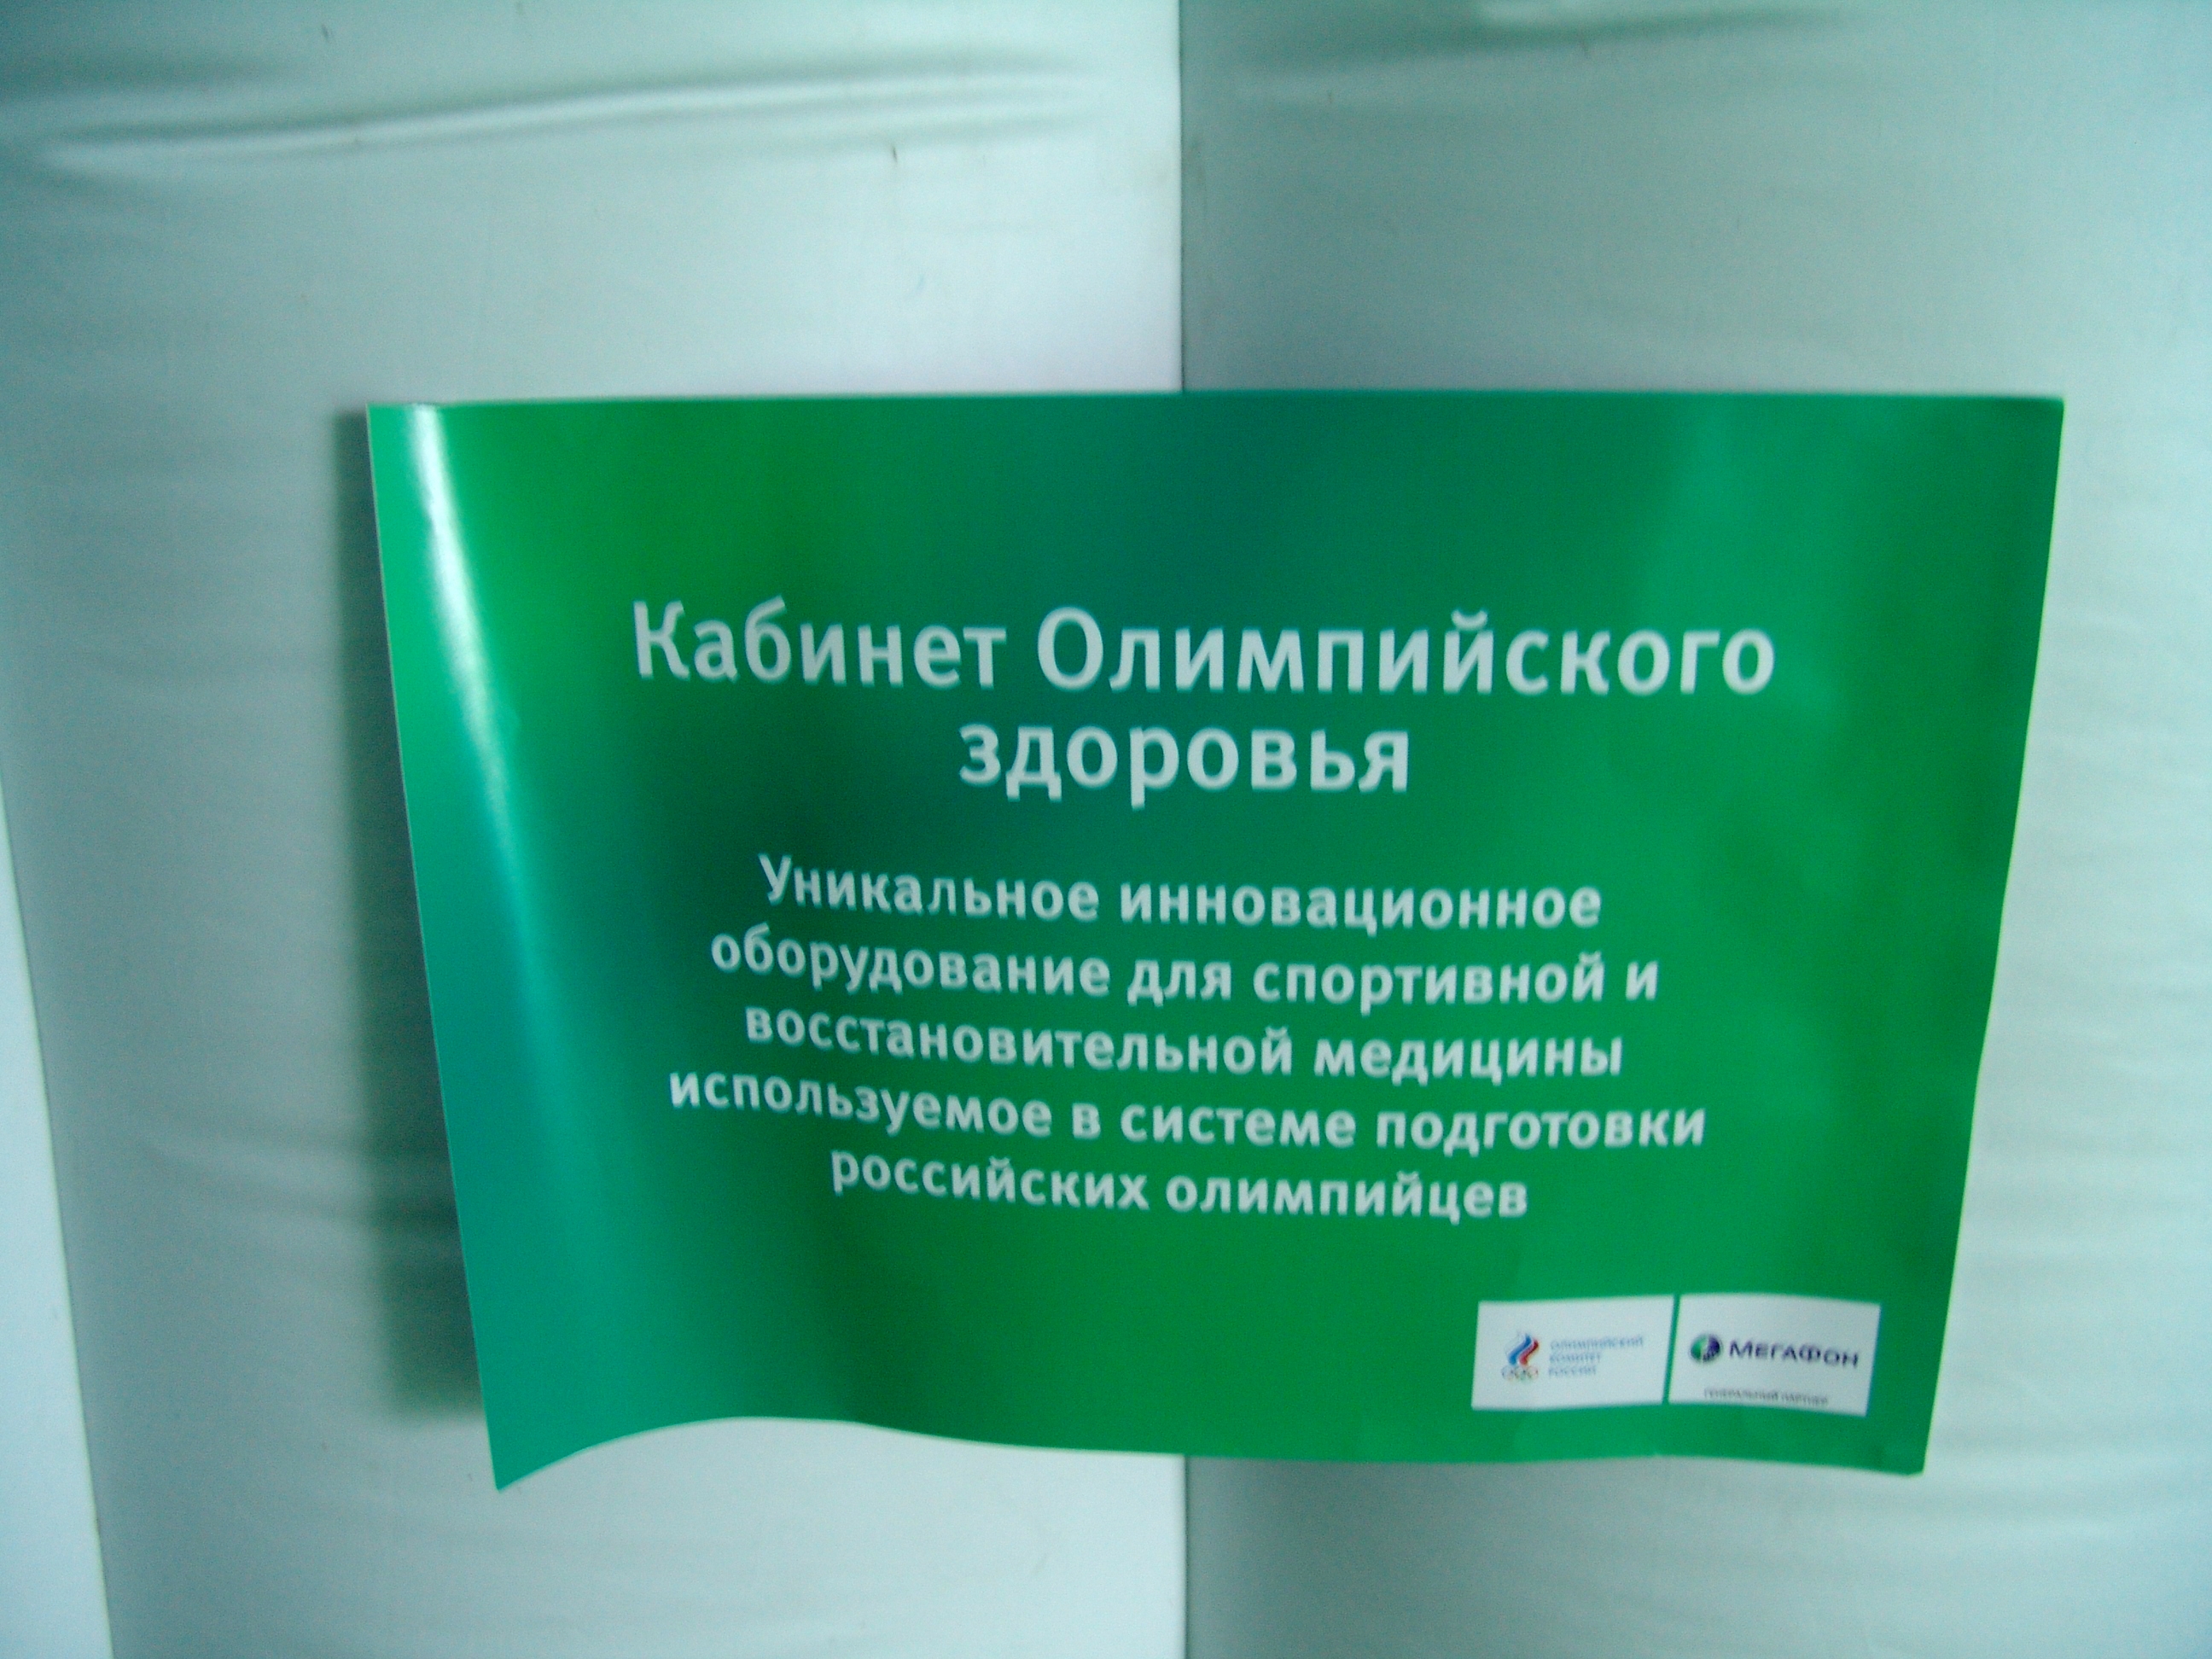 Кабинет Олимпийского
здоровья
Уникальное инновационное
оборудование для спортивной и
восстановительной медицины
используемое в системе подготовки
российских олимпийцев
ОЛИМПИЙСКИЙ
КОМИТЕТ
РОССИИ
МЕГАФОН
ГЕНЕРАЛЬНЫЙ ПАРТНЕР